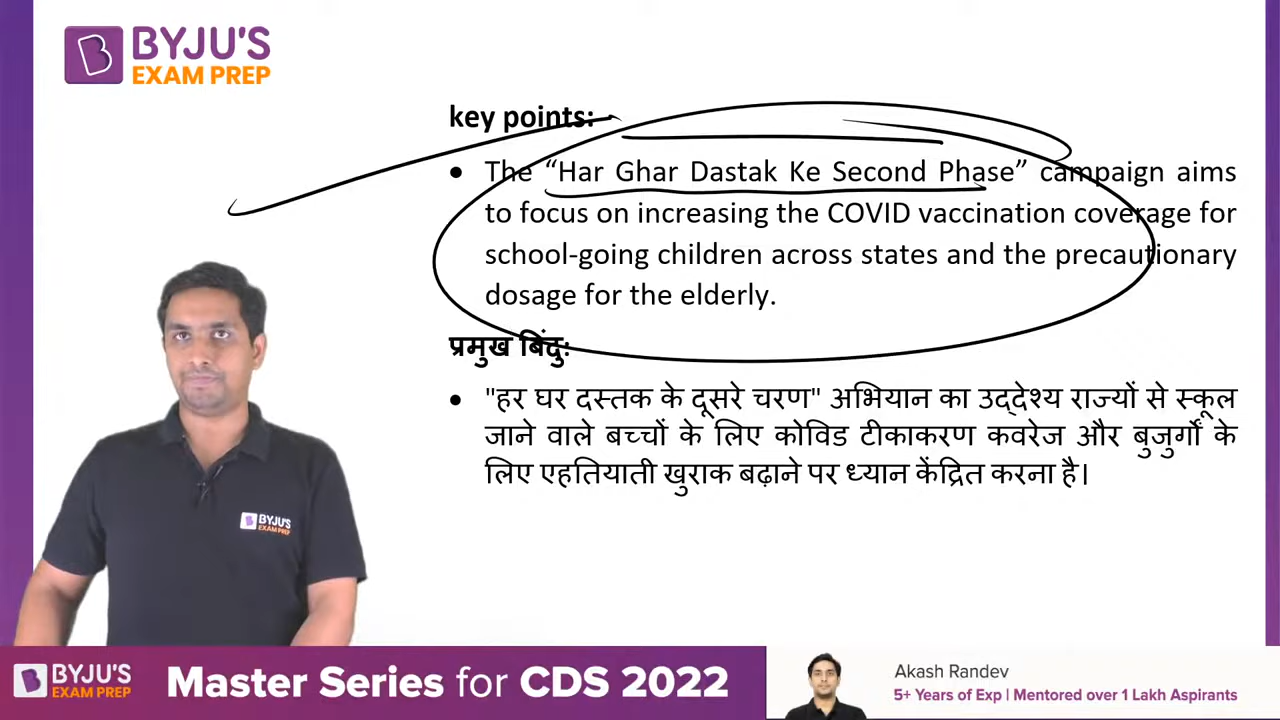 BYJU'S
EXAM PREP
key points:
• The “Har Ghar Dastak Ke Second Phase” campaign aims
to focus on increasing the COVID vaccination coverage for
school-going children across states and the precautionary
dosage for the elderly.
प्रमुख बिंदु:
• "हर घर दस्तक के दूसरे चरण" अभियान का उद्देश्य राज्यों से स्कूल
जाने वाले बच्चों के लिए कोविड टीकाकरण कवरेज और बुजुर्गों के
लिए एहतियाती खुराक बढ़ाने पर ध्यान केंद्रित करना है।
BYJU'S
EXAM PREP
BYJU'S
EXAM PREP
Master Series for CDS 2022
Akash Randev
5+ Years of Exp | Mentored over 1 Lakh Aspirants